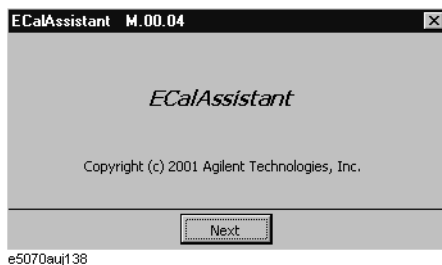 ECalAssistant M.00.04
ECalAssistant
Copyright (c) 2001 Agilent Technologies, Inc.
Next
e5070auj138